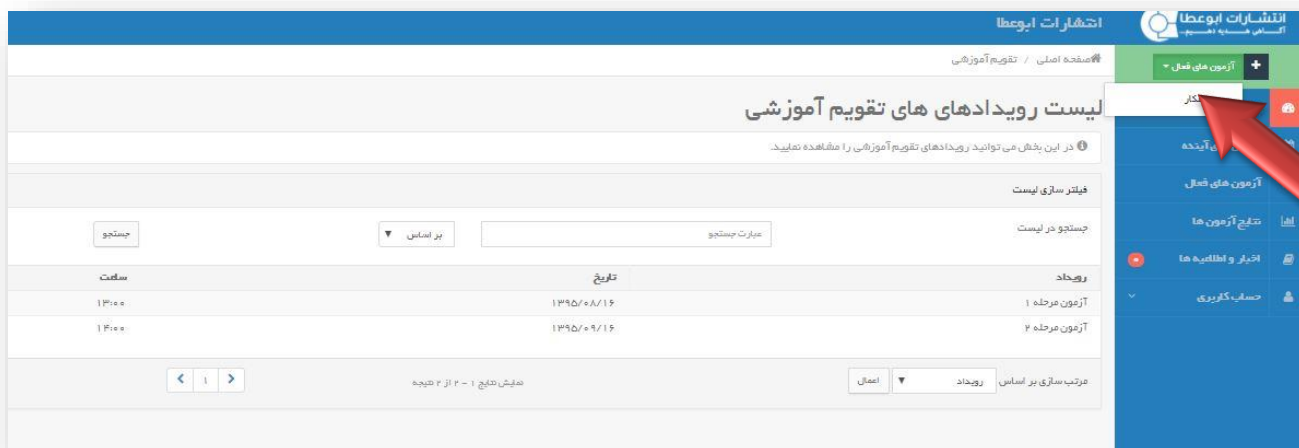 انتشارات ابوعطا
انتشارات ابوعطا
آزمون های فعال
صفحه اصلی / تقویم آموزشی
لیست رویدادهای های تقویم آموزشی
در این بخش می توانید رویدادهای تقویم آموزشی را مشاهده نمایید.
آینده
آزمون های فعال
نتایج آزمون ها
اخبار و اطلاعیه ها
حساب کاربری
فیلتر سازی لیست
جستجو در لیست
عبارت جستجو
بر اساس
جستجو
رویداد تاریخ ساعت
آزمون مرحله ۱ ۱۳۹۵/۰۸/۱۶ ۱۳:۰۰
آزمون مرحله ۲ ۱۳۹۵/۰۹/۱۶ ۱۴:۰۰
مرتب سازی بر اساس رویداد اعمال
نمایش نتایج ۱ - ۲ از ۲ نتیجه
۱